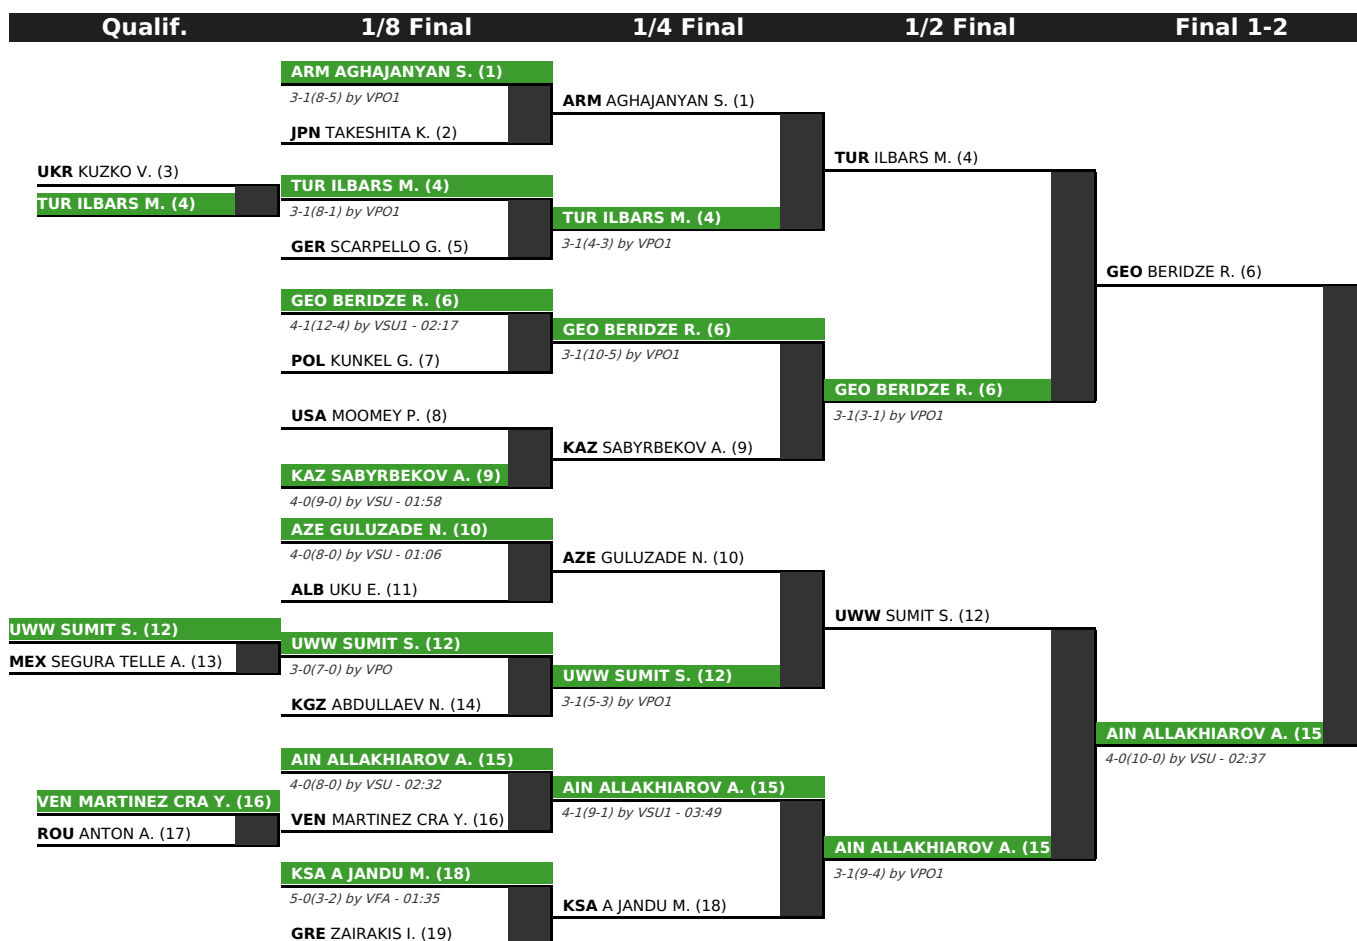 Qualif.
1/8 Final
1/4 Final
1/2 Final
Final 1-2
UKR KUZKO V. (3)
TUR ILBARS M. (4)
UWW SUMIT S. (12)
MEX SEGURA TELLE A. (13)
VEN MARTINEZ CRA Y. (16)
ROU ANTON A. (17)
ARM AGHAJANYAN S. (1)
3-1(8-5) by VPO1
JPN TAKESHITA K. (2)
TUR ILBARS M. (4)
3-1(8-1) by VPO1
GER SCARPELLO G. (5)
GEO BERIDZE R. (6)
4-1(12-4) by VSU1 - 02:17
POL KUNKEL G. (7)
USA MOOMEY P. (8)
KAZ SABYRBEKOV A. (9)
4-0(9-0) by VSU - 01:58
AZE GULUZADE N. (10)
4-0(8-0) by VSU - 01:06
ALB UKU E. (11)
UWW SUMIT S. (12)
3-0(7-0) by VPO
KGZ ABDULLAEV N. (14)
AIN ALLAKHIAROV A. (15)
4-0(8-0) by VSU - 02:32
VEN MARTINEZ CRA Y. (16)
KSA A JANDU M. (18)
5-0(3-2) by VFA - 01:35
GRE ZAIRAKIS I. (19)
ARM AGHAJANYAN S. (1)
TUR ILBARS M. (4)
3-1(4-3) by VPO1
GEO BERIDZE R. (6)
3-1(10-5) by VPO1
KAZ SABYRBEKOV A. (9)
AZE GULUZADE N. (10)
UWW SUMIT S. (12)
3-1(5-3) by VPO1
AIN ALLAKHIAROV A. (15)
4-1(9-1) by VSU1 - 03:49
KSA A JANDU M. (18)
TUR ILBARS M. (4)
GEO BERIDZE R. (6)
3-1(3-1) by VPO1
UWW SUMIT S. (12)
AIN ALLAKHIAROV A. (15
3-1(9-4) by VPO1
GEO BERIDZE R. (6)
AIN ALLAKHIAROV A. (15
4-0(10-0) by VSU - 02:37